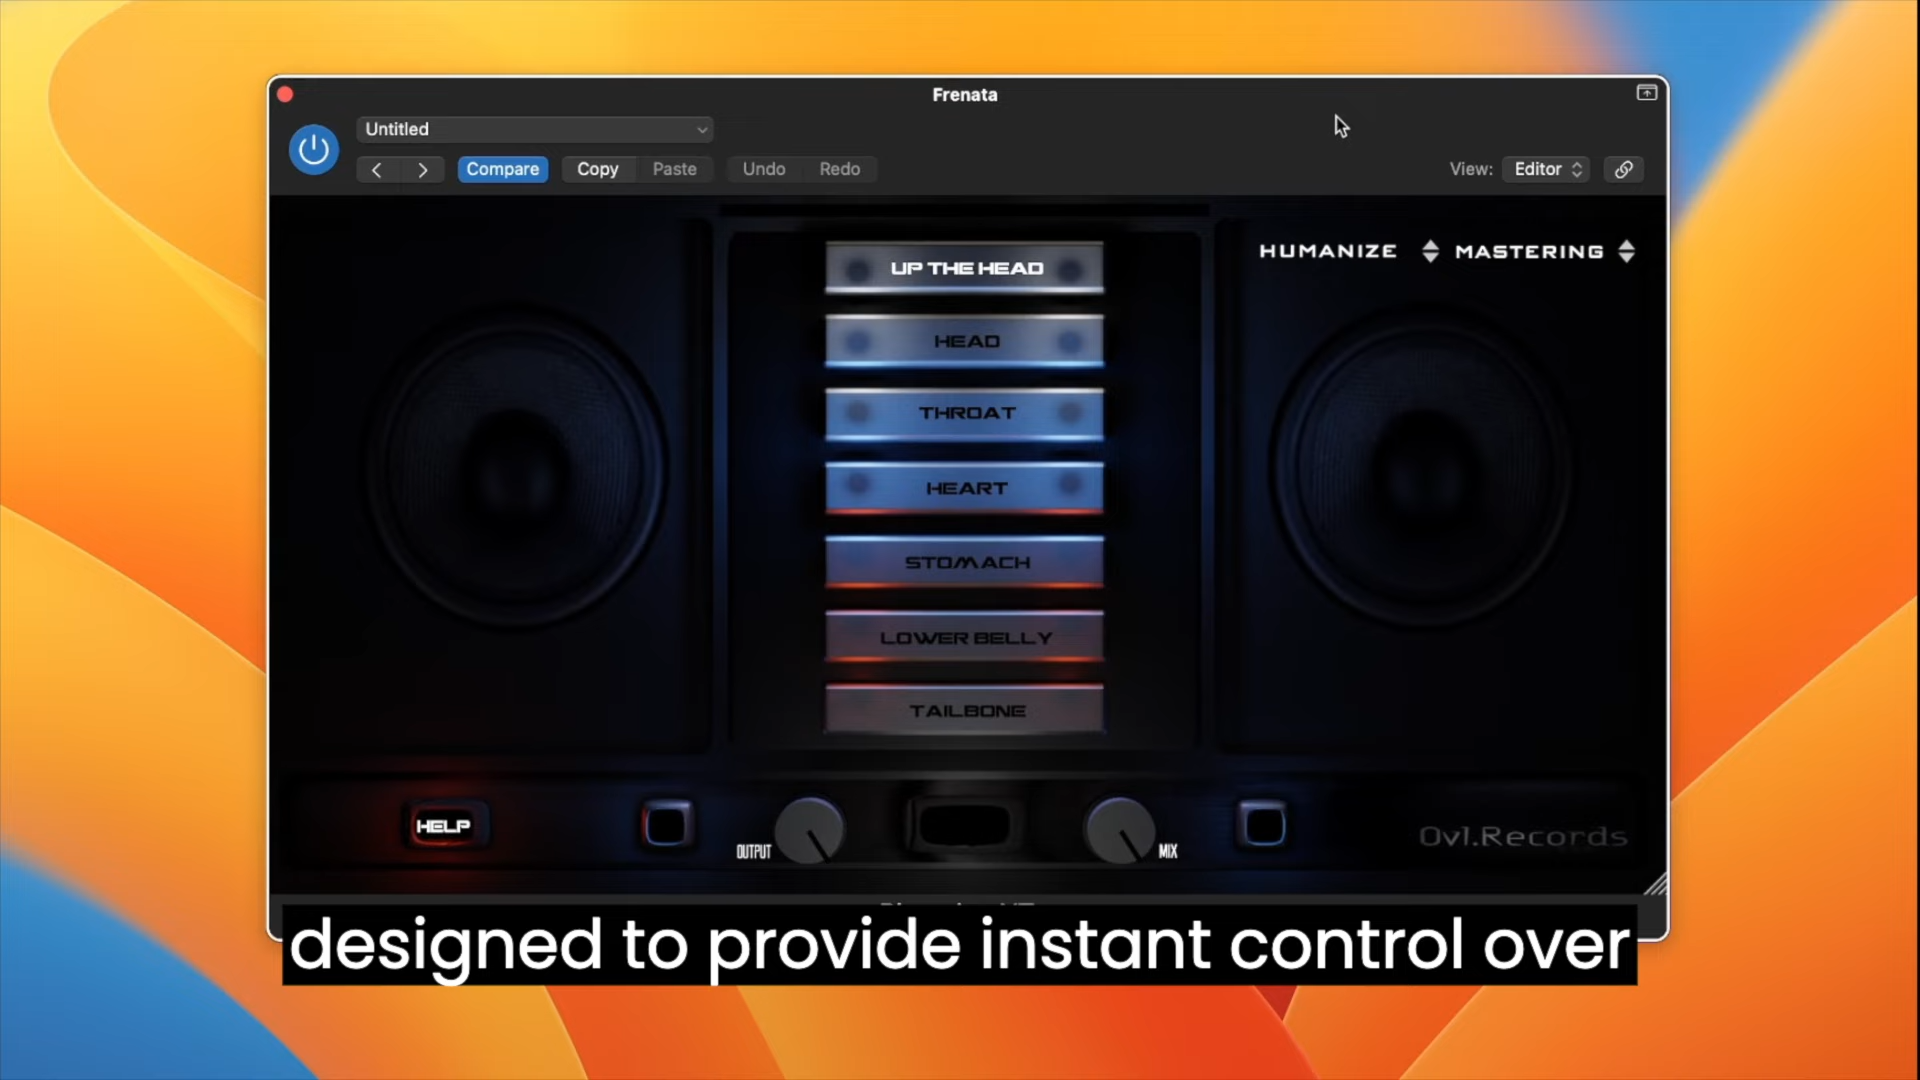 Frenata
Untitled
Compare Copy Paste Undo Redo
View: Editor
HUMANIZE MASTERING
UP THE HEAD
HEAD
THROAT
HEART
STOMACH
LOWER BELLY
TAILBONE
HELP
OUTPUT
MIX
Ovl.Records
designed to provide instant control over